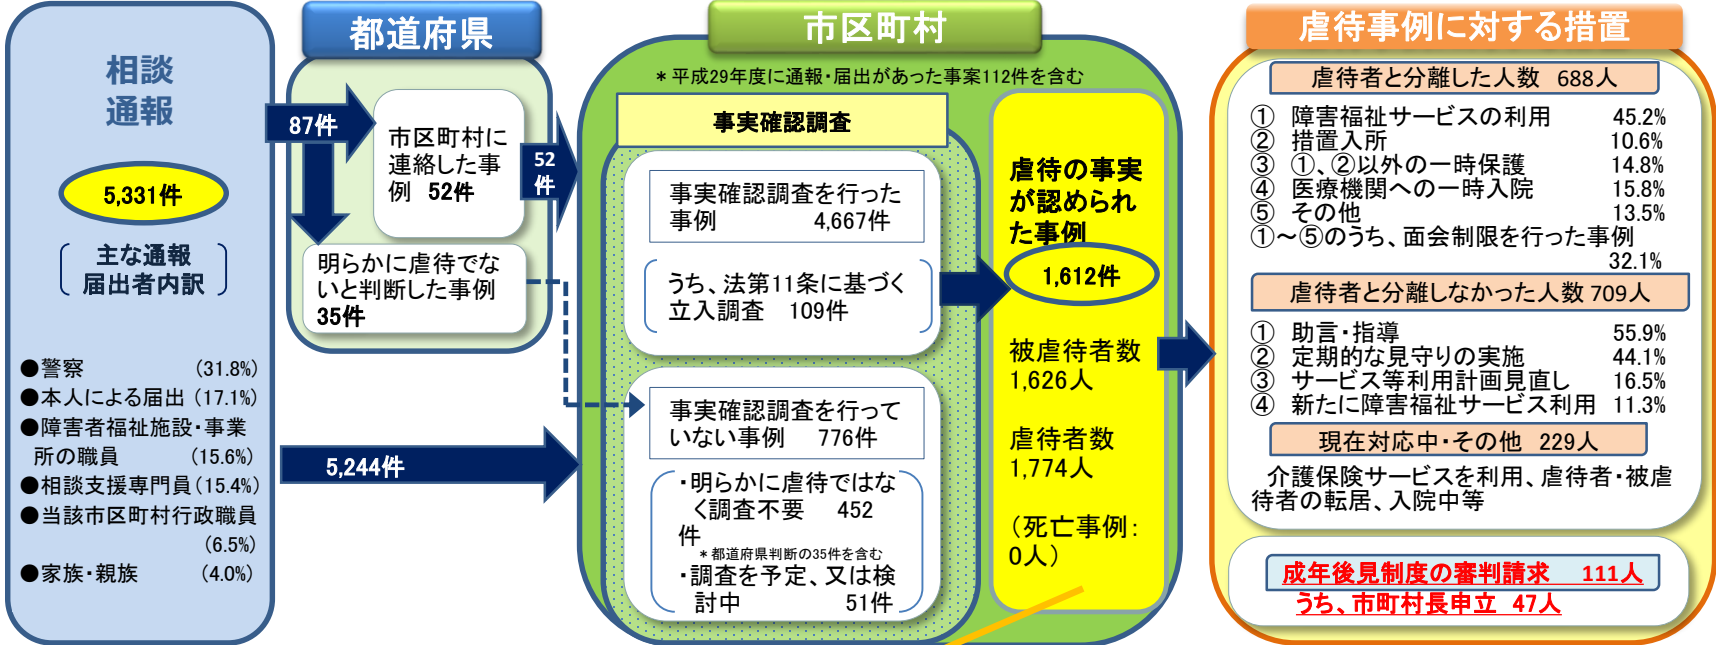 相談
通報
5,331件
主な通報
届出者内訳
●警察 (31.8%)
●本人による届出 (17.1%)
●障害者福祉施設・事業
所の職員 (15.6%)
●相談支援専門員(15.4%)
●当該市区町村行政職員
(6.5%)
●家族・親族 (4.0%)
都道府県
87件
市区町村に
連絡した事
例 52件
明らかに虐待でな
いと判断した事例
35件
52
件
5,244件
市区町村
*平成29年度に通報・届出があった事案112件を含む
事実確認調査
事実確認調査を行った
事例 4,667件
うち、法第11条に基づく
立入調査 109件
事実確認調査を行って
いない事例 776件
・明らかに虐待ではな
く調査不要 452
件
*都道府県判断の35件を含む
・調査を予定、又は検
討中 51件
虐待の事実
が認められ
た事例
1,612件
被虐待者数
1,626人
虐待者数
1,774人
(死亡事例:
0人)
虐待事例に対する措置
虐待者と分離した人数 688人
① 障害福祉サービスの利用 45.2%
② 措置入所 10.6%
③ ①、②以外の一時保護 14.8%
④ 医療機関への一時入院 15.8%
⑤ その他 13.5%
①~⑤のうち、面会制限を行った事例
32.1%
虐待者と分離しなかった人数 709人
① 助言・指導 55.9%
② 定期的な見守りの実施 44.1%
③ サービス等利用計画見直し 16.5%
④ 新たに障害福祉サービス利用 11.3%
現在対応中・その他 229人
介護保険サービスを利用、虐待者・被虐
待者の転居、入院中等
成年後見制度の審判請求 111人
うち、市町村長申立 47人